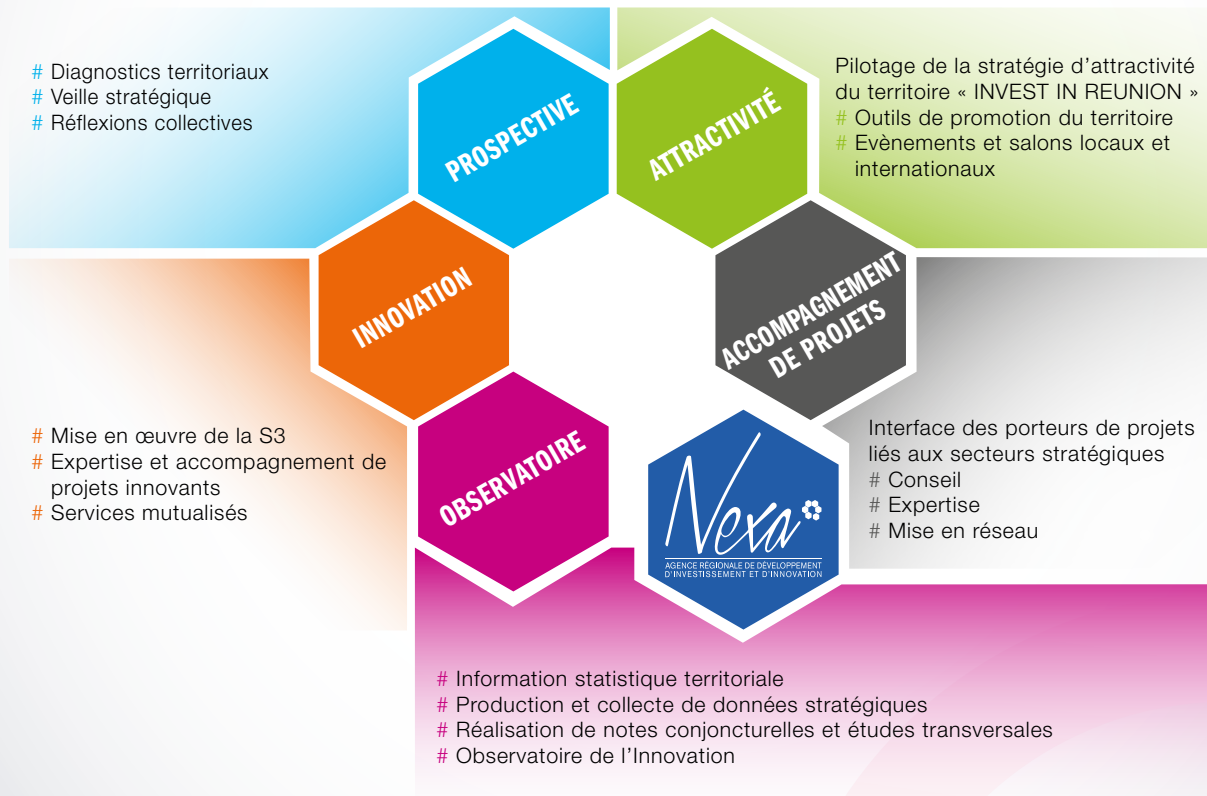 # Diagnostics territoriaux
# Veille stratégique
# Réflexions collectives
PROSPECTIVE
ATTRACTIVITÉ
Pilotage de la stratégie d'attractivité
du territoire « INVEST IN REUNION »
# Outils de promotion du territoire
# Evènements et salons locaux et
internationaux
INNOVATION
ACCOMPAGNEMENT
DE PROJETS
# Mise en œuvre de la S3
# Expertise et accompagnement de
projets innovants
# Services mutualisés
OBSERVATOIRE
Nexa
AGENCE RÉGIONALE DE DÉVELOPPEMENT
D'INVESTISSEMENT ET D'INNOVATION
Interface des porteurs de projets
liés aux secteurs stratégiques
# Conseil
# Expertise
# Mise en réseau
# Information statistique territoriale
# Production et collecte de données stratégiques
# Réalisation de notes conjoncturelles et études transversales
# Observatoire de l'Innovation